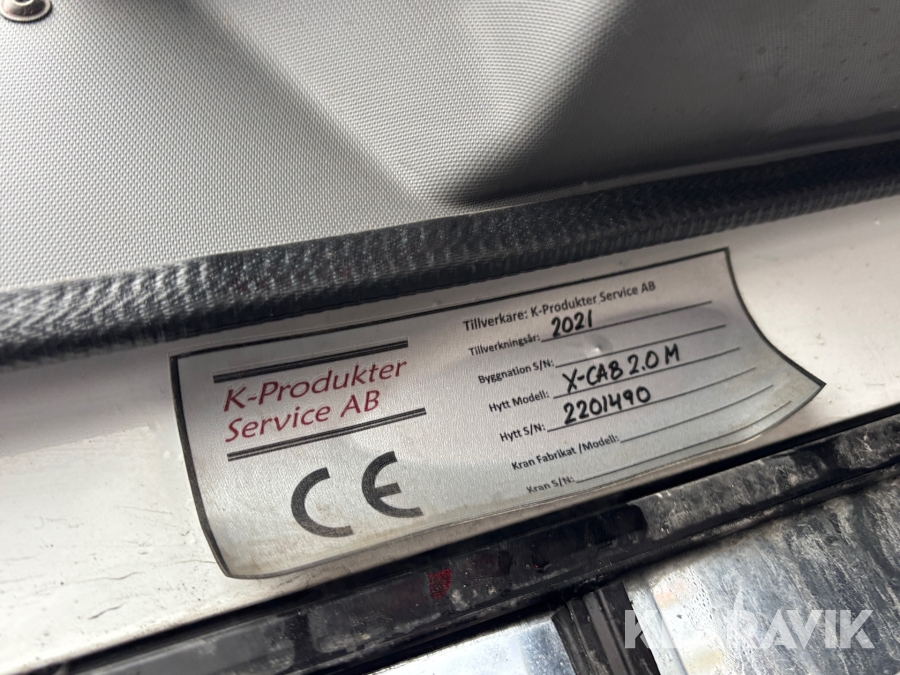 K-Produkter
Service AB
CE
Tillverkare: K-Produkter Service AB
Tillverkningsår: 2021
Byggnation S/N:
Hytt Modell: X-CAB 2.0 M
Hytt S/N: 2201490
Kran Fabrikat /Modell:
Kran S/N:
KLARAVIK